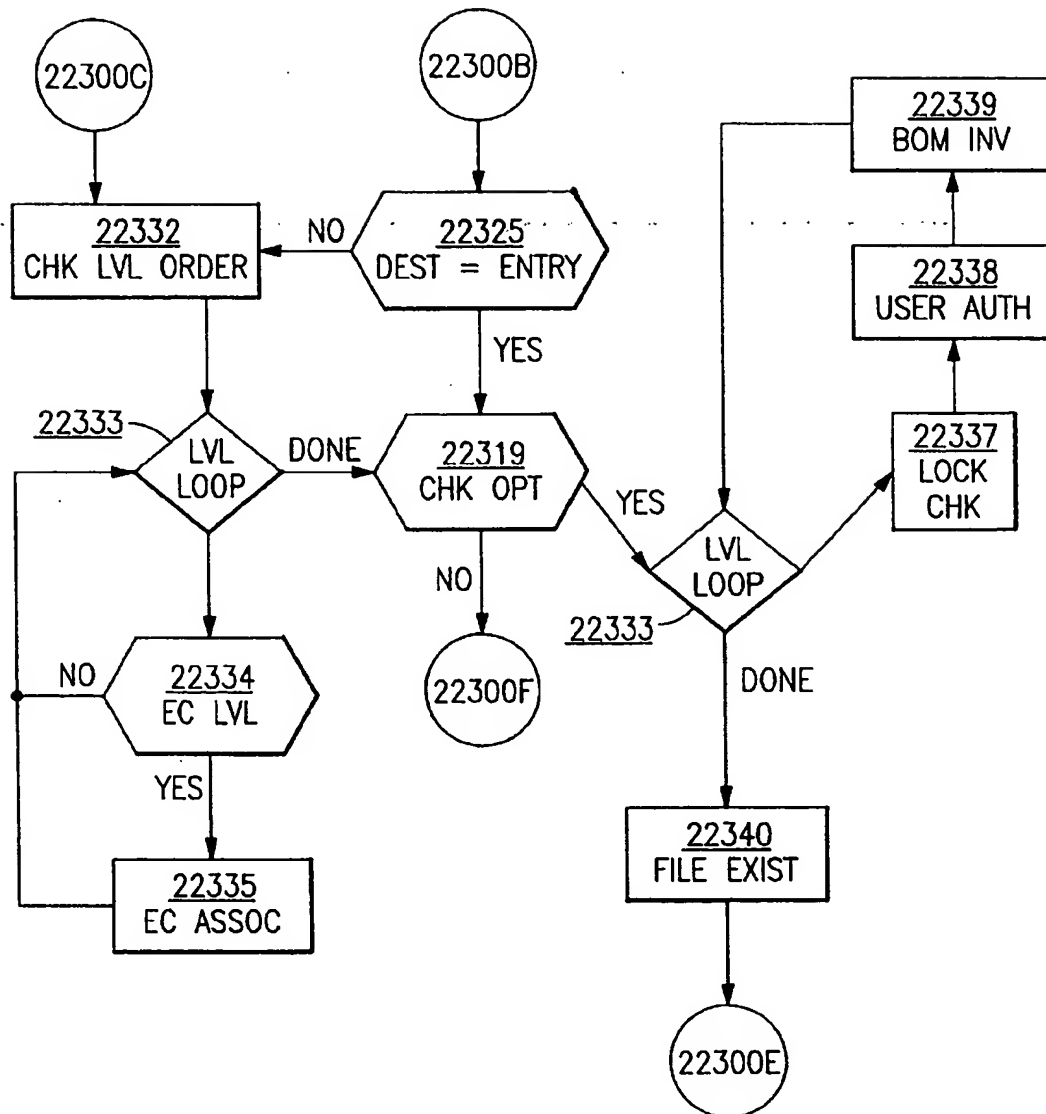 22300C
22300B
22339
BOM INV
22332
CHK LVL ORDER
NO
22325
DEST = ENTRY
22338
USER AUTH
YES
22333
LVL
LOOP
DONE
22319
CHK OPT
YES
22337
LOCK
CHK
LVL
LOOP
22333
NO
22300F
NO
22334
EC LVL
DONE
YES
22335
EC ASSOC
22340
FILE EXIST
22300E